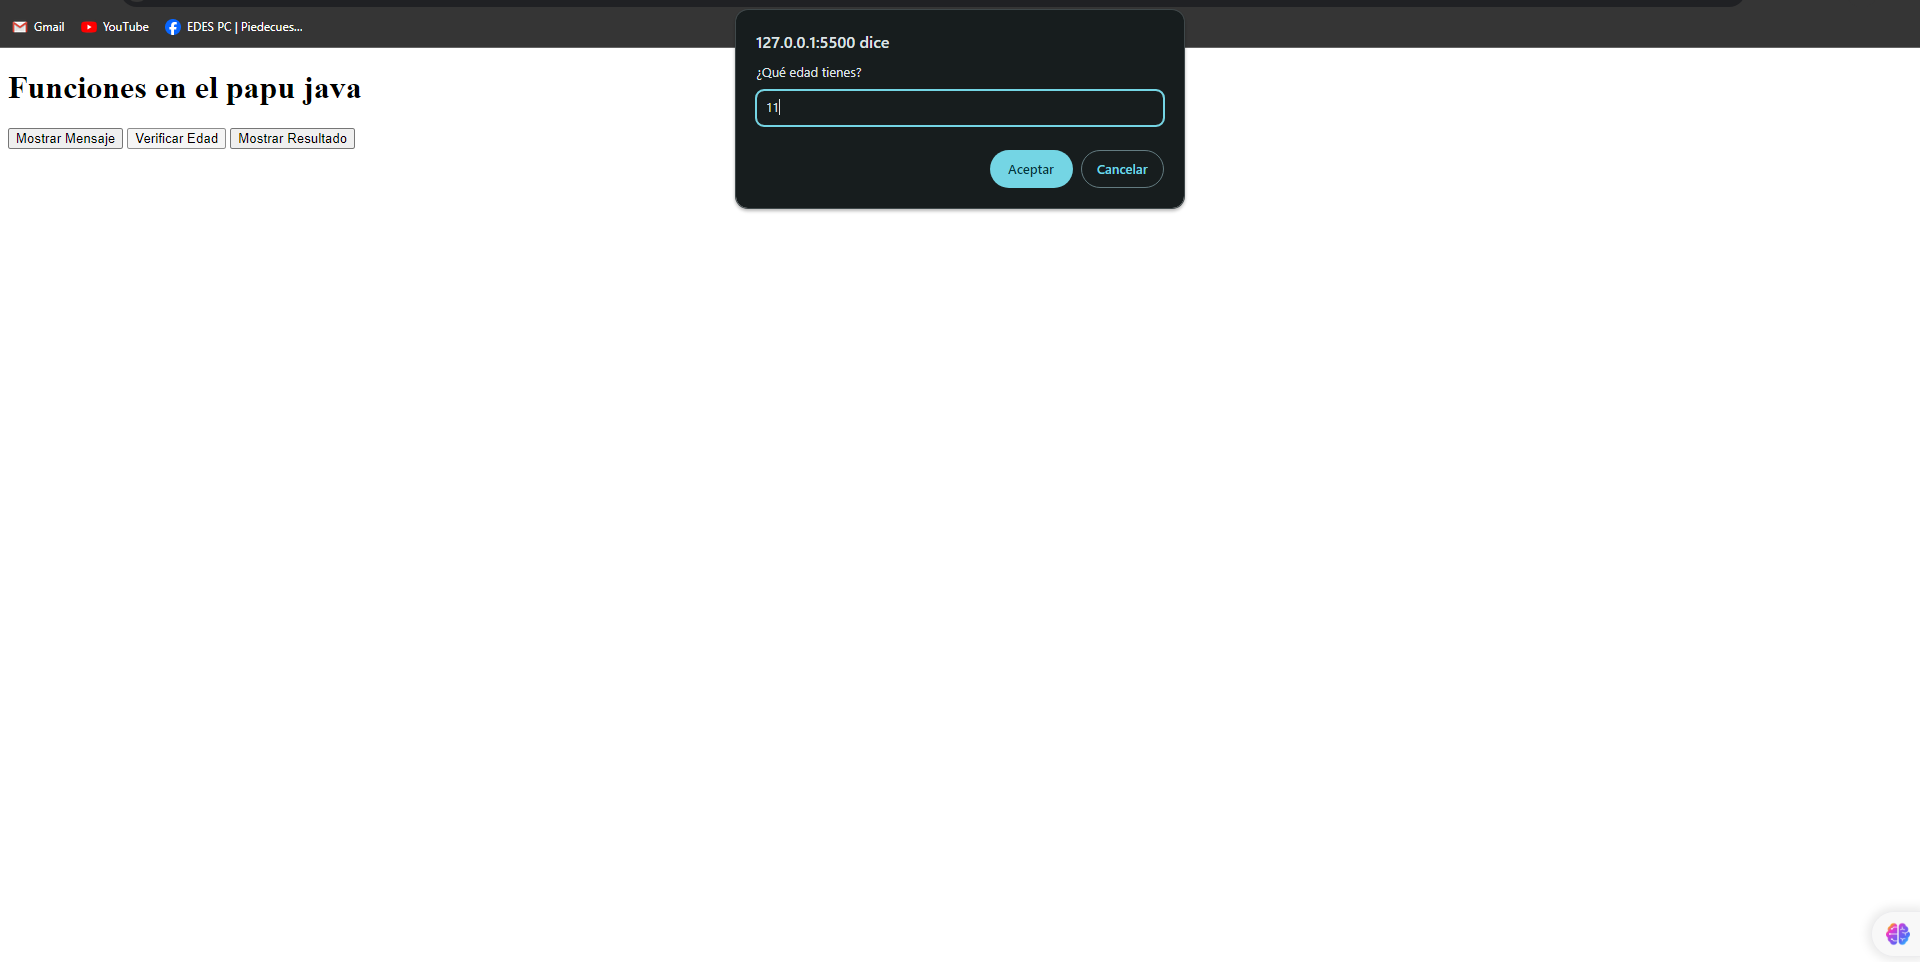 Gmail YouTube EDES PC | Piedecues...
127.0.0.1:5500 dice
¿Qué edad tienes?
11
Aceptar Cancelar
Funciones en el papu java
Mostrar Mensaje Verificar Edad Mostrar Resultado